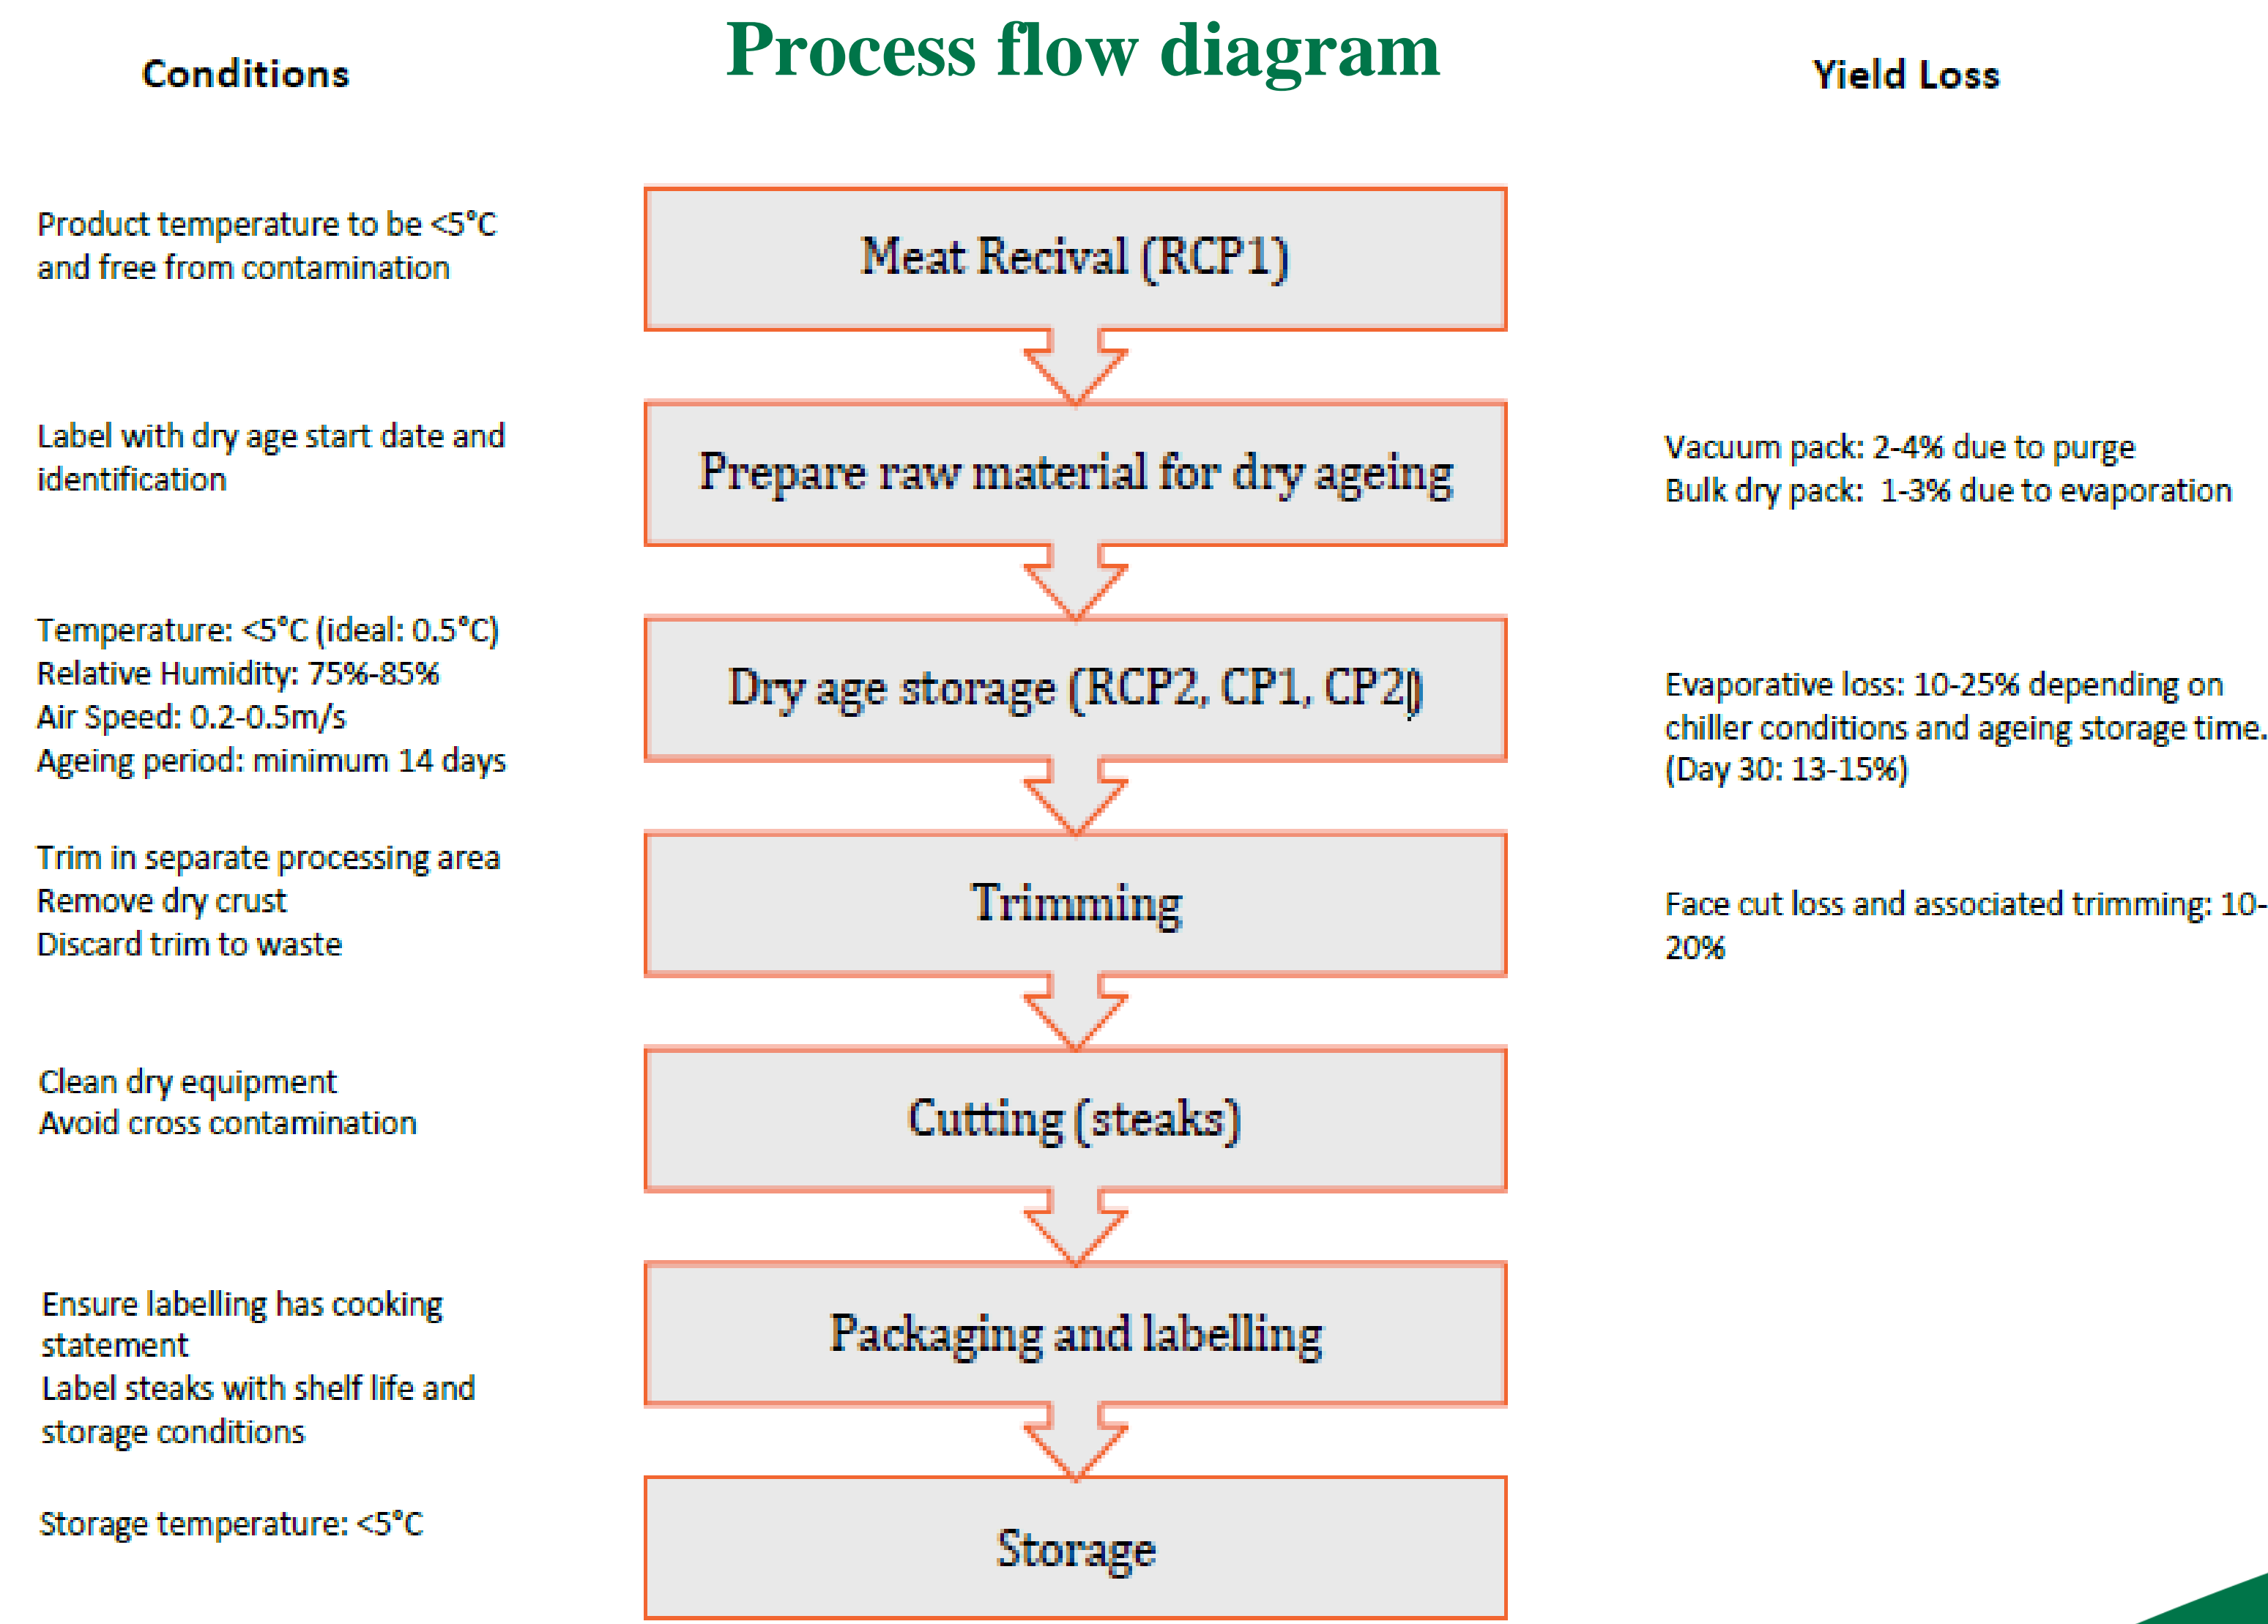 Process flow diagram
Conditions
Yield Loss
Product temperature to be <5°C
and free from contamination
Meat Recival (RCP1)
Label with dry age start date and
identification
Prepare raw material for dry ageing
Vacuum pack: 2-4% due to purge
Bulk dry pack:  1-3% due to evaporation
Temperature: <5°C (ideal: 0.5°C)
Relative Humidity: 75%-85%
Air Speed: 0.2-0.5m/s
Ageing period: minimum 14 days
Dry age storage (RCP2, CP1, CP2)
Evaporative loss: 10-25% depending on
chiller conditions and ageing storage time.
(Day 30: 13-15%)
Trim in separate processing area
Remove dry crust
Discard trim to waste
Trimming
Face cut loss and associated trimming: 10-
20%
Clean dry equipment
Avoid cross contamination
Cutting (steaks)
Ensure labelling has cooking
statement
Label steaks with shelf life and
storage conditions
Packaging and labelling
Storage temperature: <5°C
Storage